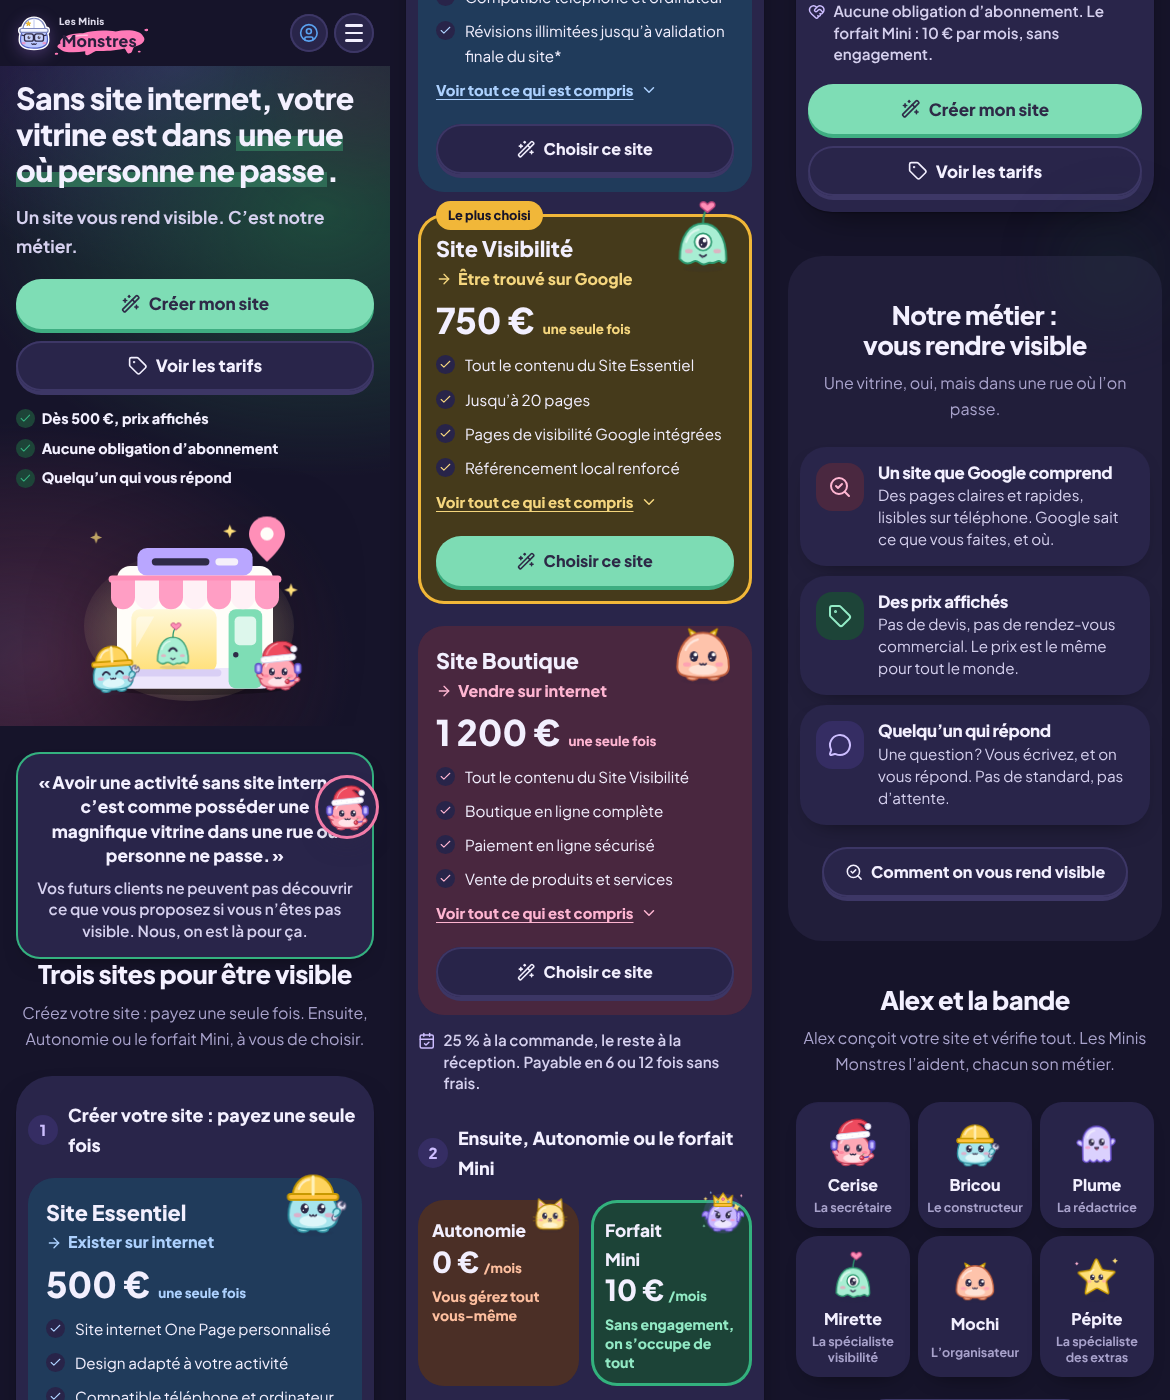 Les Minis
Monstres
Sans site internet, votre
vitrine est dans une rue
où personne ne passe.
Un site vous rend visible. C’est notre
métier.
Créer mon site
Voir les tarifs
Dès 500 €, prix affichés
Aucune obligation d’abonnement
Quelqu’un qui vous répond
« Avoir une activité sans site intern
c’est comme posséder une
magnifique vitrine dans une rue
personne ne passe. »
Vos futurs clients ne peuvent pas découvrir
ce que vous proposez si vous n’êtes pas
visible. Nous, on est là pour ça.
Trois sites pour être visible
Créez votre site : payez une seule fois. Ensuite,
Autonomie ou le forfait Mini, à vous de choisir.
1
Créer votre site : payez une seule
fois
Site Essentiel
Exister sur internet
500 € une seule fois
Site internet One Page personnalisé
Design adapté à votre activité
Compatible téléphone et ordinateur
Compatible téléphone et ordinateur
Révisions illimitées jusqu’à validation
finale du site*
Voir tout ce qui est compris
Choisir ce site
Le plus choisi
Site Visibilité
Être trouvé sur Google
750 € une seule fois
Tout le contenu du Site Essentiel
Jusqu’à 20 pages
Pages de visibilité Google intégrées
Référencement local renforcé
Voir tout ce qui est compris
Choisir ce site
Site Boutique
Vendre sur internet
1 200 € une seule fois
Tout le contenu du Site Visibilité
Boutique en ligne complète
Paiement en ligne sécurisé
Vente de produits et services
Voir tout ce qui est compris
Choisir ce site
25 % à la commande, le reste à la
réception. Payable en 6 ou 12 fois sans
frais.
2
Ensuite, Autonomie ou le forfait
Mini
Autonomie
0 € /mois
Vous gérez tout
vous-même
Forfait
Mini
10 € /mois
Sans engagement,
on s’occupe de
tout
Aucune obligation d’abonnement. Le
forfait Mini : 10 € par mois, sans
engagement.
Créer mon site
Voir les tarifs
Notre métier :
vous rendre visible
Une vitrine, oui, mais dans une rue où l’on
passe.
Un site que Google comprend
Des pages claires et rapides,
lisibles sur téléphone. Google sait
ce que vous faites, et où.
Des prix affichés
Pas de devis, pas de rendez-vous
commercial. Le prix est le même
pour tout le monde.
Quelqu’un qui répond
Une question ? Vous écrivez, et on
vous répond. Pas de standard, pas
d’attente.
Comment on vous rend visible
Alex et la bande
Alex conçoit votre site et vérifie tout. Les Minis
Monstres l’aident, chacun son métier.
Cerise
La secrétaire
Bricou
Le constructeur
Plume
La rédactrice
Mirette
La spécialiste
visibilité
Mochi
L’organisateur
Pépite
La spécialiste
des extras